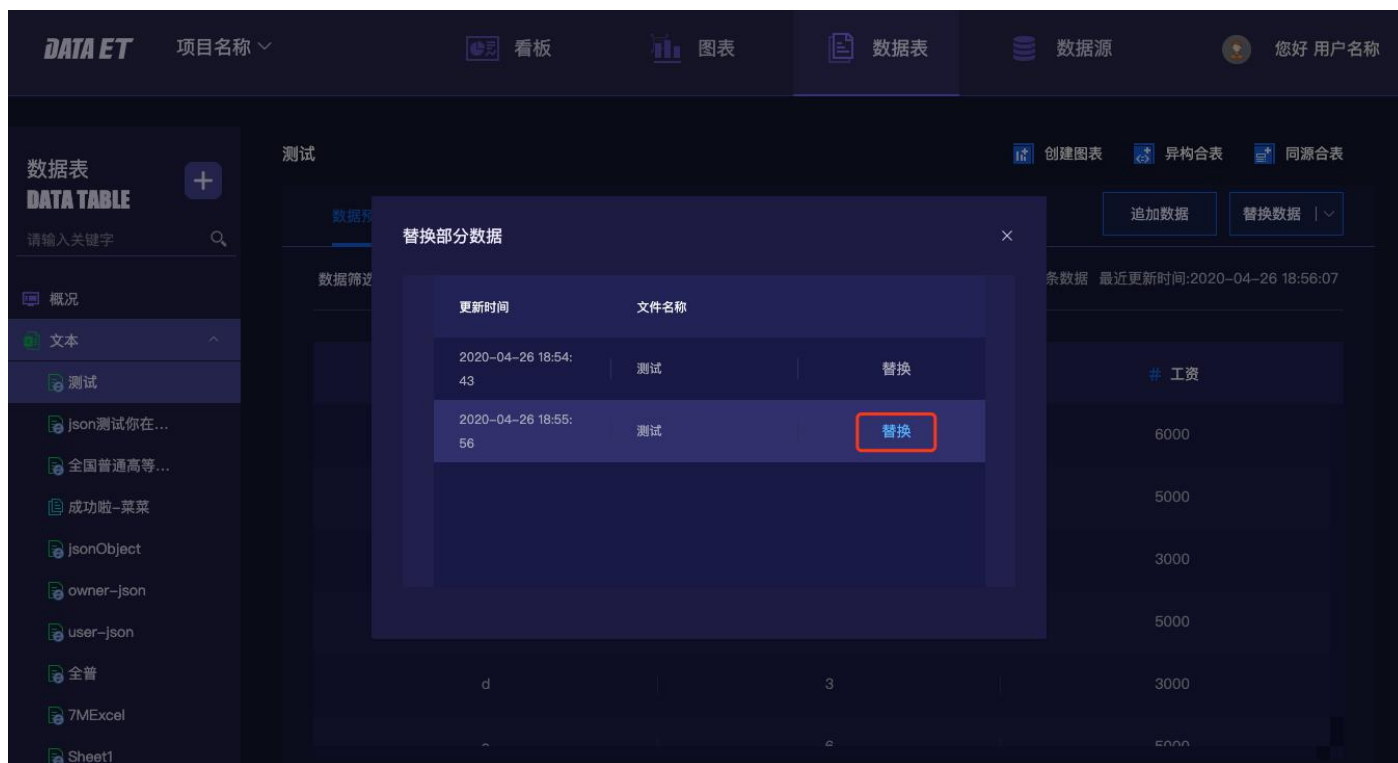 DATA ET 项目名称 看板 图表 数据表 数据源 您好 用户名称
测试 创建图表 异构合表 同源合表
数据表
DATA TABLE
请输入关键字
数据预
追加数据 替换数据
替换部分数据
数据筛选
条数据 最近更新时间:2020-04-26 18:56:07
概况
文本
测试
json测试你在...
全国普通高等...
成功啦-菜菜
jsonObject
owner-json
user-json
全普
7MExcel
Sheet1
更新时间 文件名称
2020-04-26 18:54:
43
测试 替换
2020-04-26 18:55:
56
测试 替换
# 工资
6000
5000
3000
5000
d 3 3000
6 5000